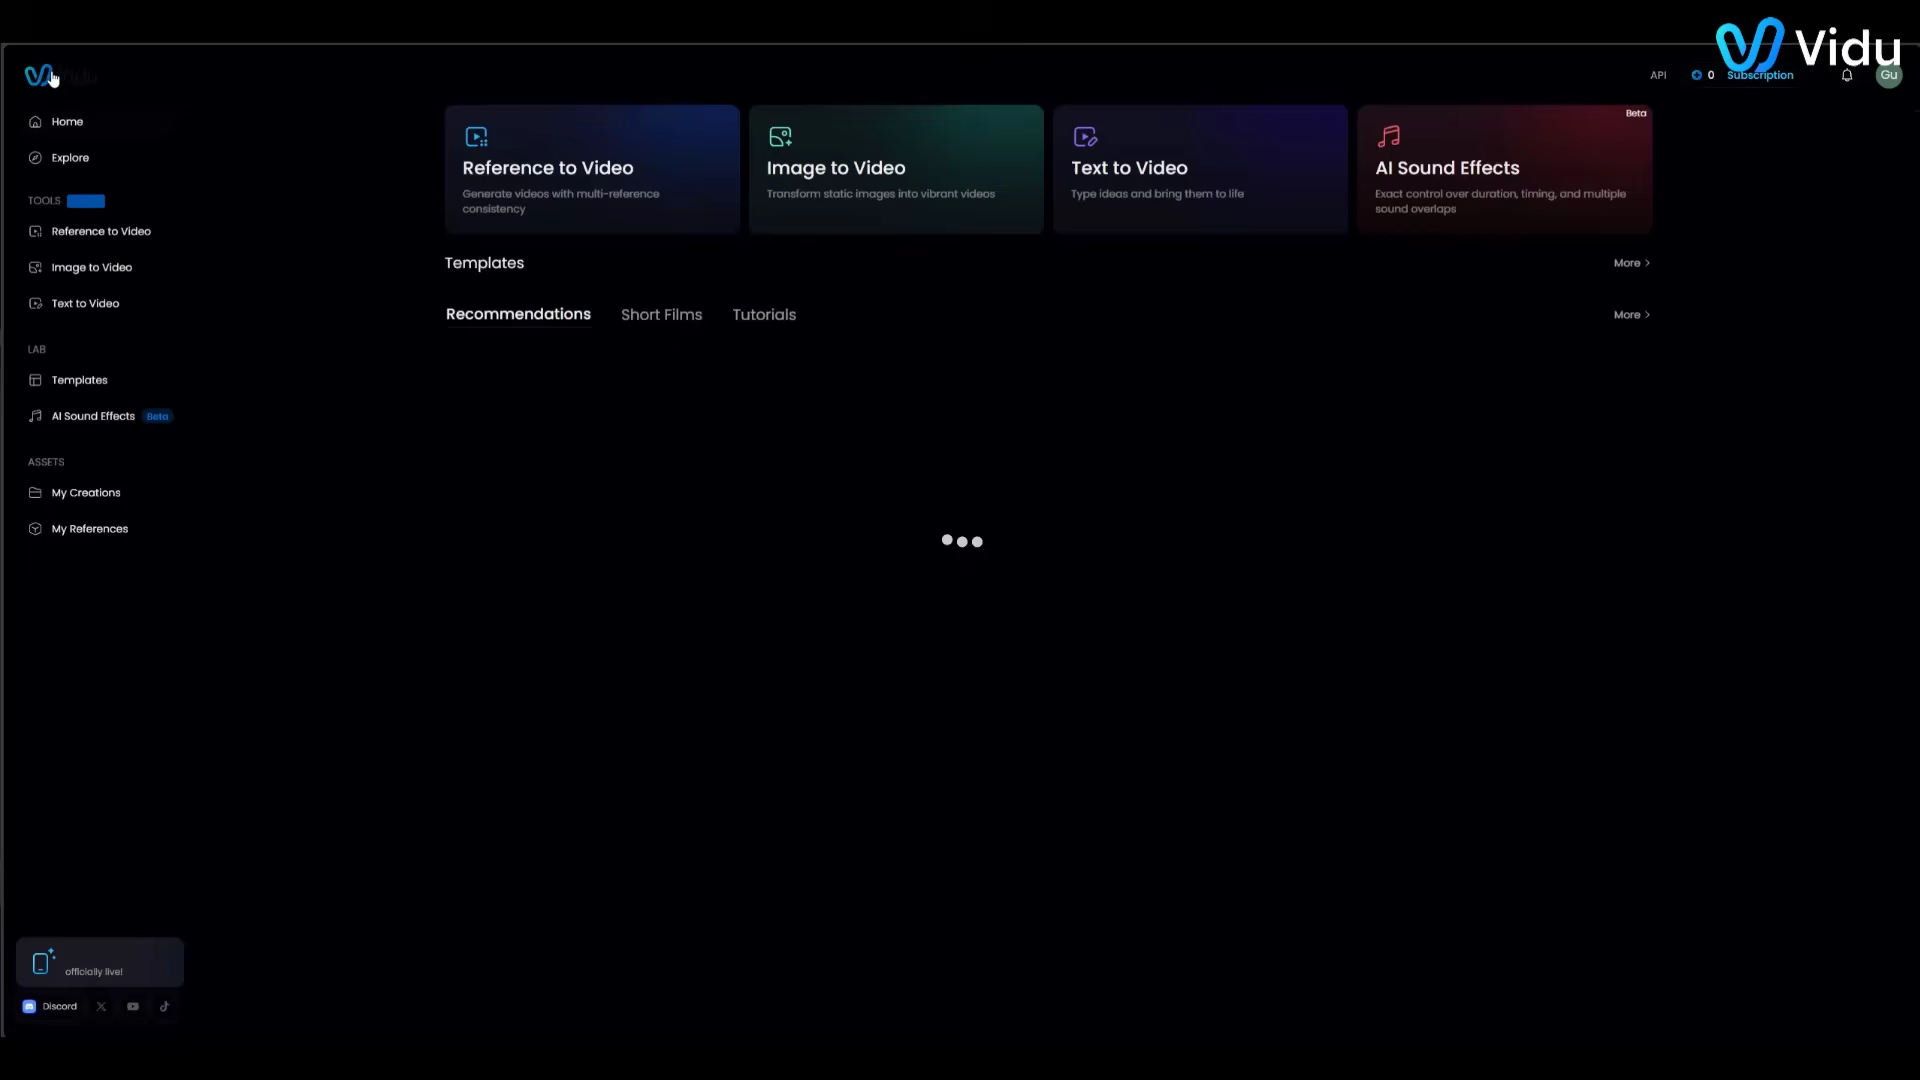 Vidu
API
0
Subscription
Gu
Home
Explore
TOOLS
Reference to Video
Image to Video
Text to Video
LAB
Templates
AI Sound Effects
Beta
ASSETS
My Creations
My References
officially live!
Discord
Reference to Video
Generate videos with multi-reference
consistency
Image to Video
Transform static images into vibrant videos
Text to Video
Type ideas and bring them to life
Beta
AI Sound Effects
Exact control over duration, timing, and multiple
sound overlaps
Templates
More
Recommendations
Short Films
Tutorials
More